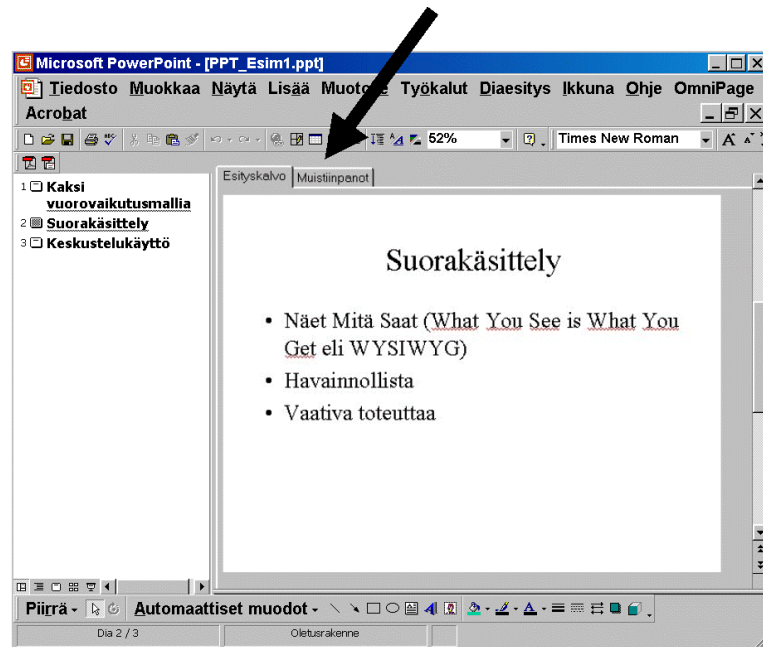 Microsoft PowerPoint - [PPT_Esim1.ppt]
Tiedosto Muokkaa Näytä Lisää Työkalut Diaesitys Ikkuna Ohje OmniPage
Acrobat
52% Times New Roman
Esityskalvo Muistiinpanot
1 Kaksi
vuorovaikutusmallia
2 Suorakäsittely
3 Keskustelukäyttö
Suorakäsittely
• Näet Mitä Saat (What You See is What You
Get eli WYSIWYG)
• Havainnollista
• Vaativa toteuttaa
Piirrä Automaattiset muodot
Dia 2 / 3 Oletusrakenne